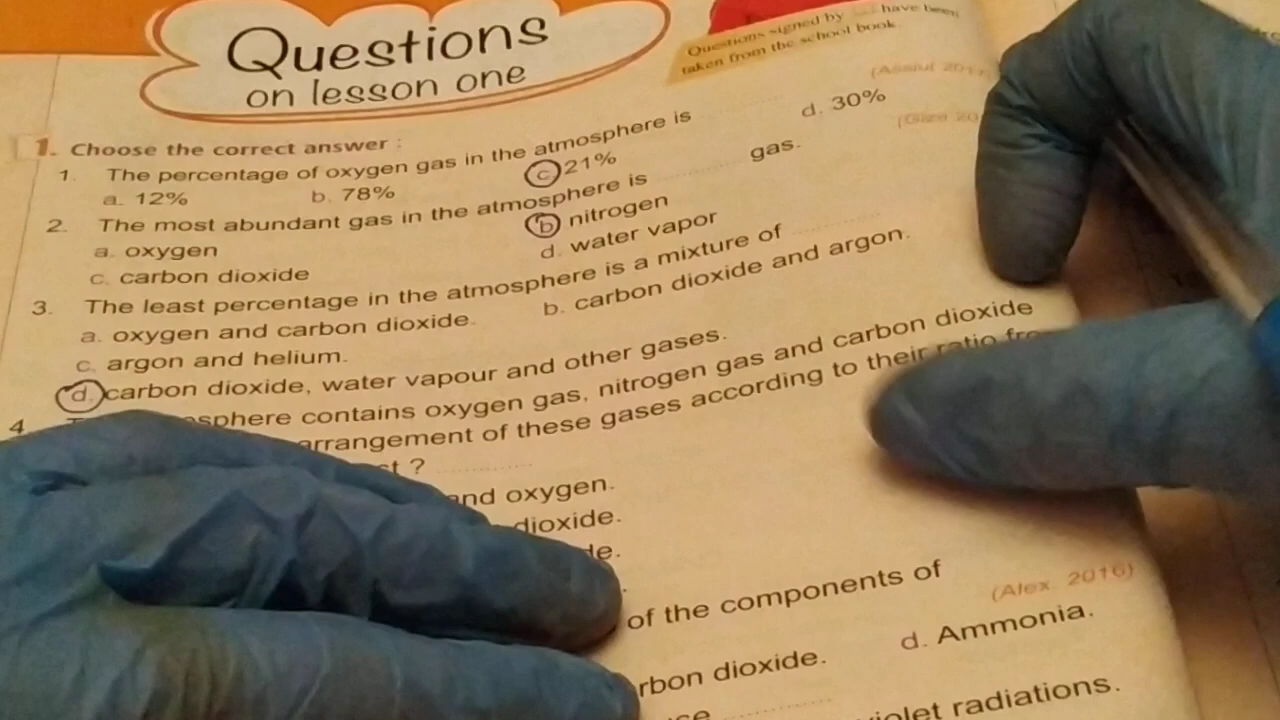 Questions
on lesson one
Questions signed by have been
taken from the school book.
1. Choose the correct answer :
1. The percentage of oxygen gas in the atmosphere is ............
(Assiut 2017)
a. 12% b. 78% c. 21% d. 30%
2. The most abundant gas in the atmosphere is ............ gas.
a. oxygen b. nitrogen
c. carbon dioxide d. water vapor
3. The least percentage in the atmosphere is a mixture of ............
a. oxygen and carbon dioxide. b. carbon dioxide and argon.
c. argon and helium.
d. carbon dioxide, water vapour and other gases.
4 sphere contains oxygen gas, nitrogen gas and carbon dioxide
arrangement of these gases according to their ratio
? ............
and oxygen.
dioxide.
of the components of
(Alex. 2016)
dioxide. d. Ammonia.
radiations.